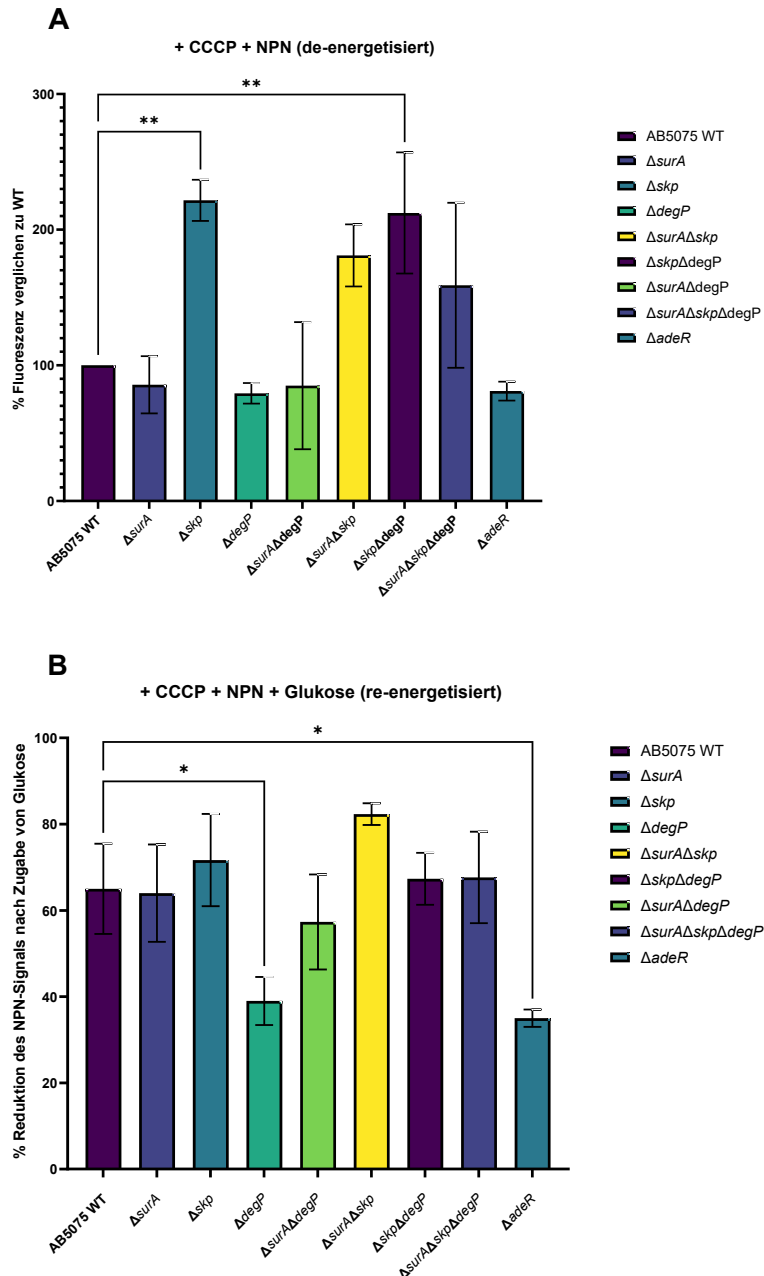 A
+ CCCP + NPN (de-energetisiert)
**
**
% Fluoreszenz verglichen zu WT
300
200
100
0
AB5075 WT
ΔsurA
Δskp
ΔdegP
ΔsurAΔdegP
ΔsurAΔskp
ΔskpΔdegP
ΔsurAΔskpΔdegP
ΔadeR
AB5075 WT
ΔsurA
Δskp
ΔdegP
ΔsurAΔskp
ΔskpΔdegP
ΔsurAΔdegP
ΔsurAΔskpΔdegP
ΔadeR
B
+ CCCP + NPN + Glukose (re-energetisiert)
*
*
% Reduktion des NPN-Signals nach Zugabe von Glukose
100
80
60
40
20
0
AB5075 WT
ΔsurA
Δskp
ΔdegP
ΔsurAΔdegP
ΔsurAΔskp
ΔskpΔdegP
ΔsurAΔskpΔdegP
ΔadeR
AB5075 WT
ΔsurA
Δskp
ΔdegP
ΔsurAΔskp
ΔskpΔdegP
ΔsurAΔdegP
ΔsurAΔskpΔdegP
ΔadeR